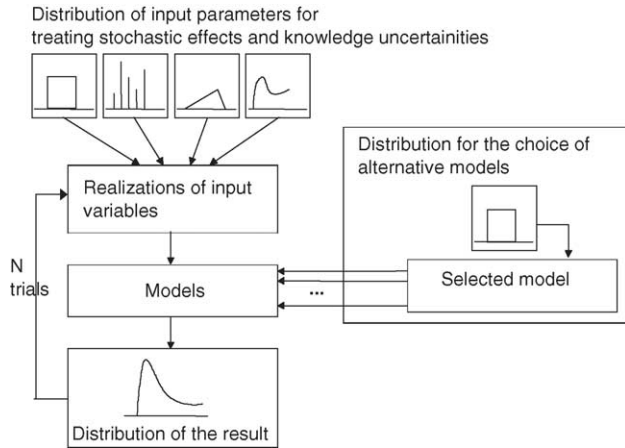 Distribution of input parameters for
treating stochastic effects and knowledge uncertainities
Distribution for the choice of
alternative models
Realizations of input
variables
N
trials
Models
...
Selected model
Distribution of the result